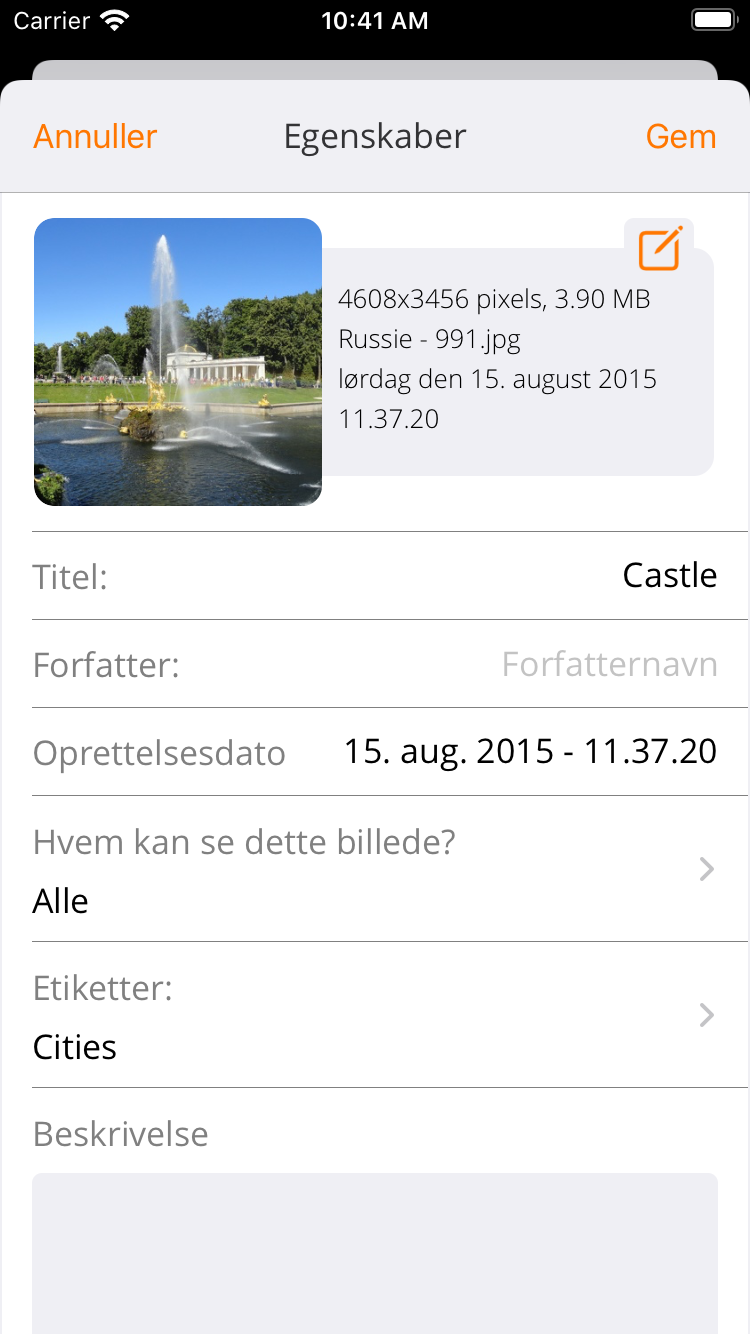 Carrier 10:41 AM
Annuller Egenskaber Gem
4608x3456 pixels, 3.90 MB
Russie - 991.jpg
lørdag den 15. august 2015
11.37.20
Titel: Castle
Forfatter: Forfatternavn
Oprettelsesdato 15. aug. 2015 - 11.37.20
Hvem kan se dette billede?
Alle
Etiketter:
Cities
Beskrivelse